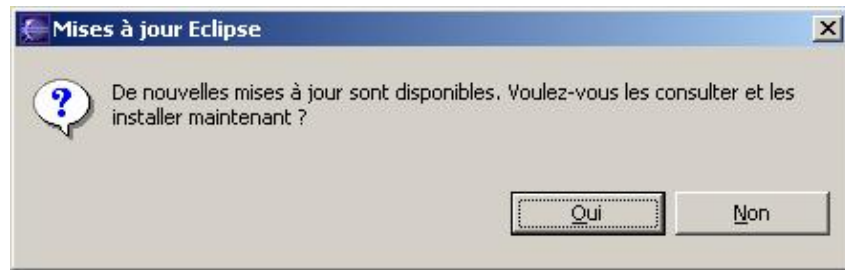 Mises à jour Eclipse
De nouvelles mises à jour sont disponibles. Voulez-vous les consulter et les
installer maintenant ?
Oui
Non